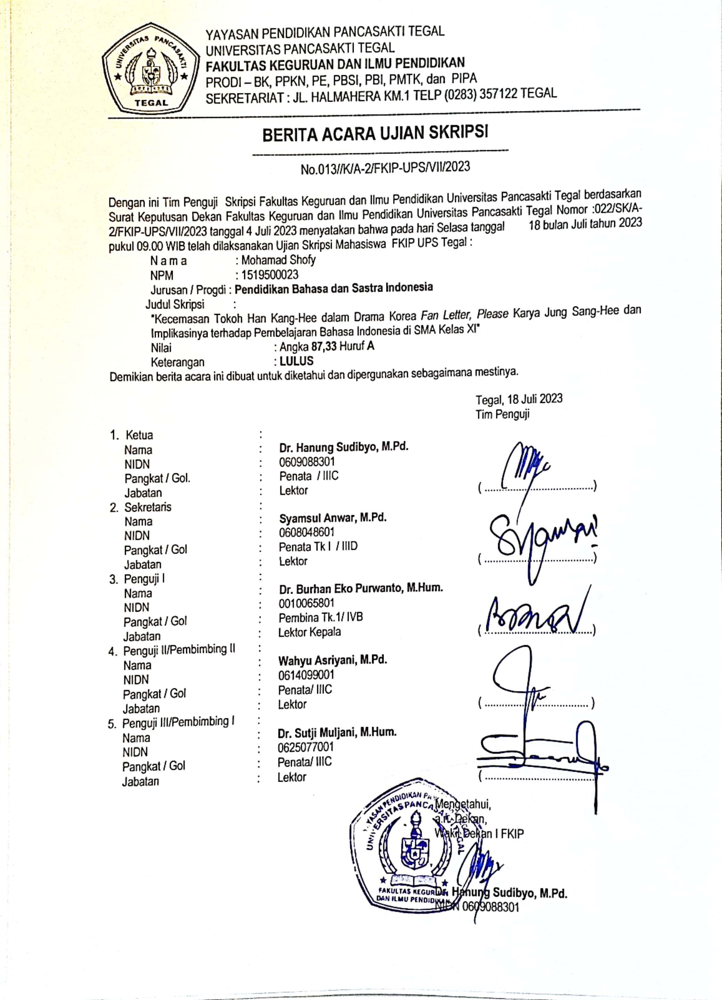 UNIVERSITAS PANCASAKTI
TEGAL
YAYASAN PENDIDIKAN PANCASAKTI TEGAL
UNIVERSITAS PANCASAKTI TEGAL
FAKULTAS KEGURUAN DAN ILMU PENDIDIKAN
PRODI – BK, PPKN, PE, PBSI, PBI, PMTK, dan PIPA
SEKRETARIAT : JL. HALMAHERA KM.1 TELP (0283) 357122 TEGAL
BERITA ACARA UJIAN SKRIPSI
No.013//K/A-2/FKIP-UPS/VII/2023
Dengan ini Tim Penguji Skripsi Fakultas Keguruan dan Ilmu Pendidikan Universitas Pancasakti Tegal berdasarkan
Surat Keputusan Dekan Fakultas Keguruan dan Ilmu Pendidikan Universitas Pancasakti Tegal Nomor :022/SK/A-
2/FKIP-UPS/VII/2023 tanggal 4 Juli 2023 menyatakan bahwa pada hari Selasa tanggal 18 bulan Juli tahun 2023
pukul 09.00 WIB telah dilaksanakan Ujian Skripsi Mahasiswa FKIP UPS Tegal :
N a m a : Mohamad Shofy
NPM : 1519500023
Jurusan / Progdi : Pendidikan Bahasa dan Sastra Indonesia
Judul Skripsi :
"Kecemasan Tokoh Han Kang-Hee dalam Drama Korea Fan Letter, Please Karya Jung Sang-Hee dan
Implikasinya terhadap Pembelajaran Bahasa Indonesia di SMA Kelas XI"
Nilai : Angka 87,33 Huruf A
Keterangan : LULUS
Demikian berita acara ini dibuat untuk diketahui dan dipergunakan sebagaimana mestinya.
Tegal, 18 Juli 2023
Tim Penguji
1. Ketua :
Nama : Dr. Hanung Sudibyo, M.Pd.
NIDN : 0609088301
Pangkat / Gol. : Penata / IIIC
Jabatan : Lektor (....................................)
2. Sekretaris :
Nama : Syamsul Anwar, M.Pd.
NIDN : 0608048601
Pangkat / Gol : Penata Tk I / IIID
Jabatan : Lektor (....................................)
3. Penguji I :
Nama : Dr. Burhan Eko Purwanto, M.Hum.
NIDN : 0010065801
Pangkat / Gol : Pembina Tk.1/ IVB
Jabatan : Lektor Kepala (....................................)
4. Penguji II/Pembimbing II :
Nama : Wahyu Asriyani, M.Pd.
NIDN : 0614099001
Pangkat / Gol : Penata/ IIIC
Jabatan : Lektor (.................................... )
5. Penguji III/Pembimbing I :
Nama : Dr. Sutji Muljani, M.Hum.
NIDN : 0625077001
Pangkat / Gol : Penata/ IIIC
Jabatan : Lektor (....................................
Mengetahui,
a.n. Dekan,
Wakil Dekan I FKIP
YAYASAN PENDIDIKAN
UNIVERSITAS PANCASAKTI TEGAL
FAKULTAS KEGURUAN
DAN ILMU PENDIDIKAN
Dr. Hanung Sudibyo, M.Pd.
NIDN 0609088301